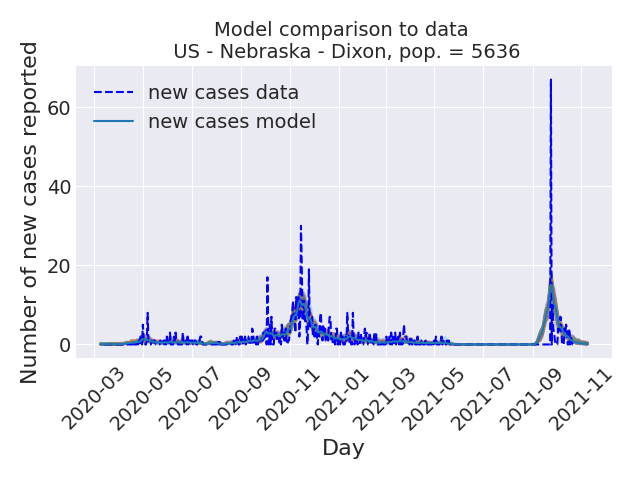 Model comparison to data
US - Nebraska - Dixon, pop. = 5636
Number of new cases reported
new cases data
new cases model
60
40
20
0
2020-03
2020-05
2020-07
2020-09
2020-11
2021-01
2021-03
2021-05
2021-07
2021-09
2021-11
Day